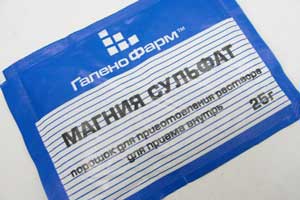 ГаленоФарм™
МАГНИЯ СУЛЬФАТ
порошок для приготовления раствора
для приема внутрь
25г